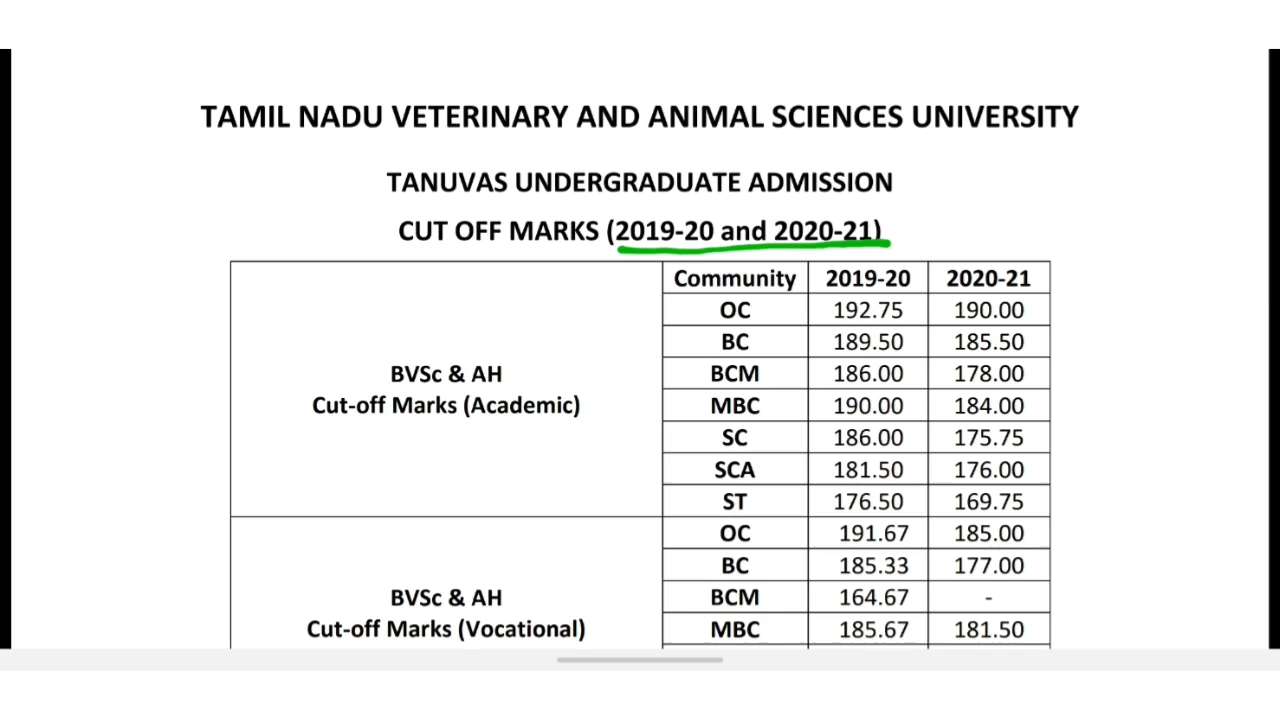 TAMIL NADU VETERINARY AND ANIMAL SCIENCES UNIVERSITY
TANUVAS UNDERGRADUATE ADMISSION
CUT OFF MARKS (2019-20 and 2020-21)
Community 2019-20 2020-21
BVSc & AH
Cut-off Marks (Academic)
OC 192.75 190.00
BC 189.50 185.50
BCM 186.00 178.00
MBC 190.00 184.00
SC 186.00 175.75
SCA 181.50 176.00
ST 176.50 169.75
BVSc & AH
Cut-off Marks (Vocational)
OC 191.67 185.00
BC 185.33 177.00
BCM 164.67 -
MBC 185.67 181.50